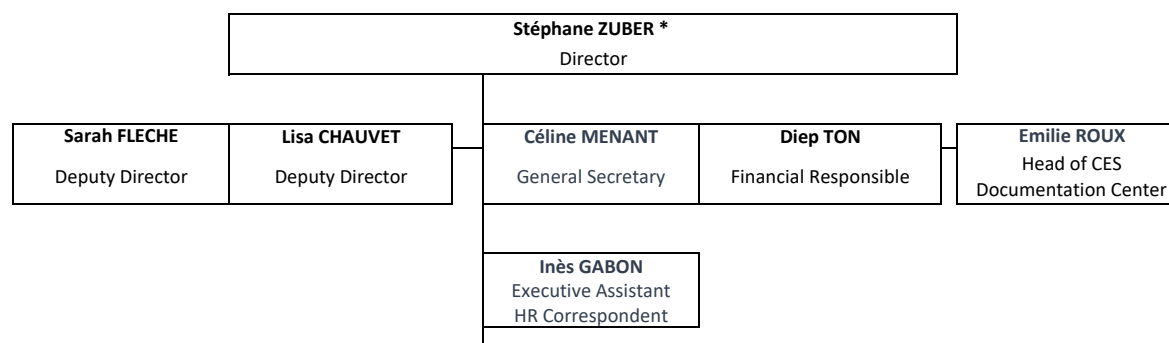 Stéphane ZUBER *
Director
Sarah FLECHE
Deputy Director
Lisa CHAUVET
Deputy Director
Céline MENANT
General Secretary
Diep TON
Financial Responsible
Emilie ROUX
Head of CES
Documentation Center
Inès GABON
Executive Assistant
HR Correspondent